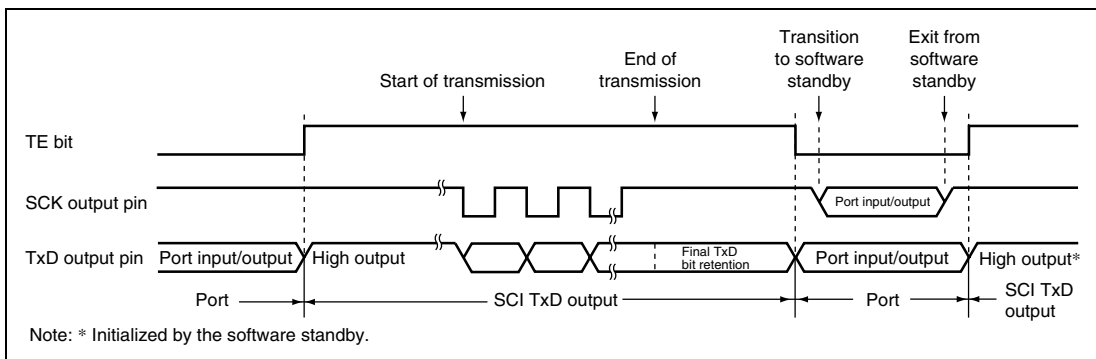 Transition
to software
standby
Exit from
software
standby
Start of transmission
End of
transmission
TE bit
SCK output pin
Port input/output
TxD output pin
Port input/output
High output
Final TxD
bit retention
Port input/output
High output*
Port
SCI TxD output
Port
SCI TxD
output
Note: * Initialized by the software standby.